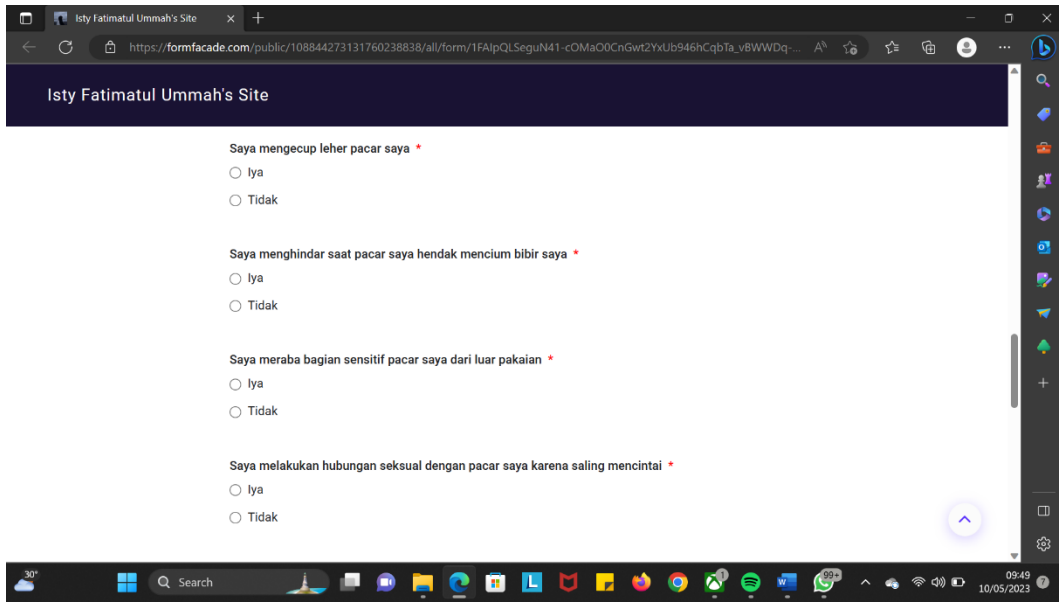 Isty Fatimatul Ummah's Site
https://formfacade.com/public/108844273131760238838/all/form/1FAIpQLSeguN41-cOMaO0CnGwt2YxUb946hCqbTa_vBWWDq-...
Isty Fatimatul Ummah's Site
Saya mengecup leher pacar saya *
Iya
Tidak
Saya menghindar saat pacar saya hendak mencium bibir saya *
Iya
Tidak
Saya meraba bagian sensitif pacar saya dari luar pakaian *
Iya
Tidak
Saya melakukan hubungan seksual dengan pacar saya karena saling mencintai *
Iya
Tidak
30°
Search
99+
09:49
10/05/2023